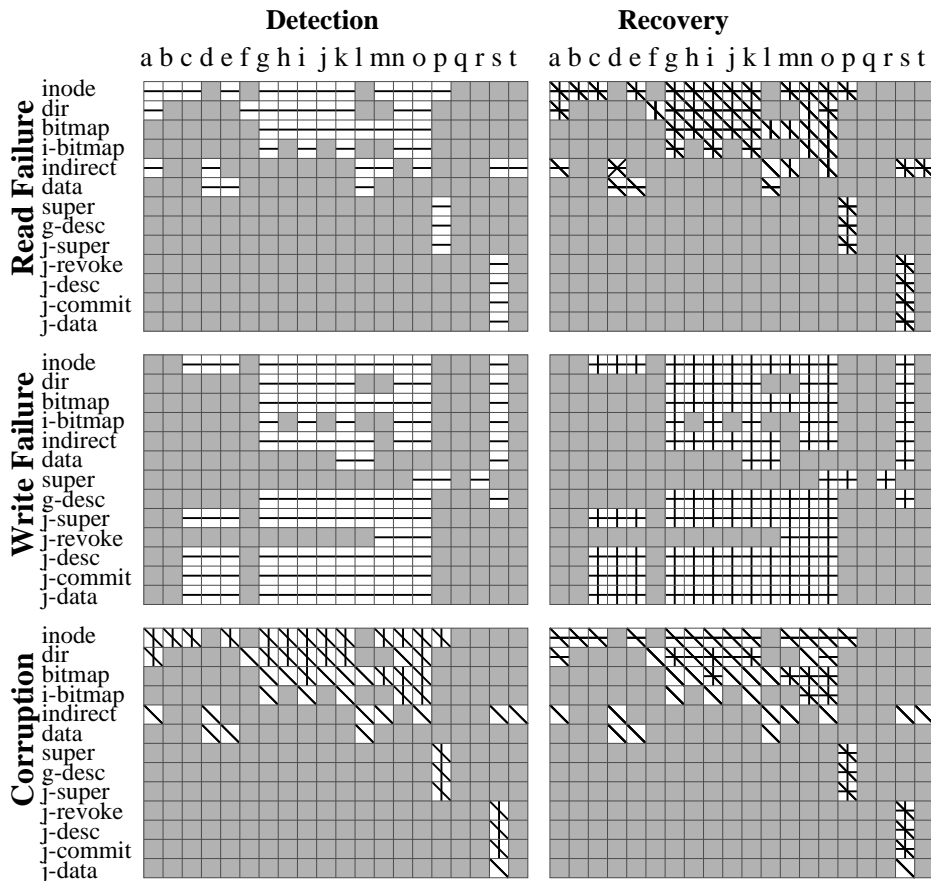 Detection Recovery
a b c d e f g h i j k l m n o p q r s t a b c d e f g h i j k l m n o p q r s t
Read Failure
inode
dir
bitmap
i-bitmap
indirect
data
super
g-desc
j-super
j-revoke
j-desc
j-commit
j-data
Write Failure
inode
dir
bitmap
i-bitmap
indirect
data
super
g-desc
j-super
j-revoke
j-desc
j-commit
j-data
Corruption
inode
dir
bitmap
i-bitmap
indirect
data
super
g-desc
j-super
j-revoke
j-desc
j-commit
j-data